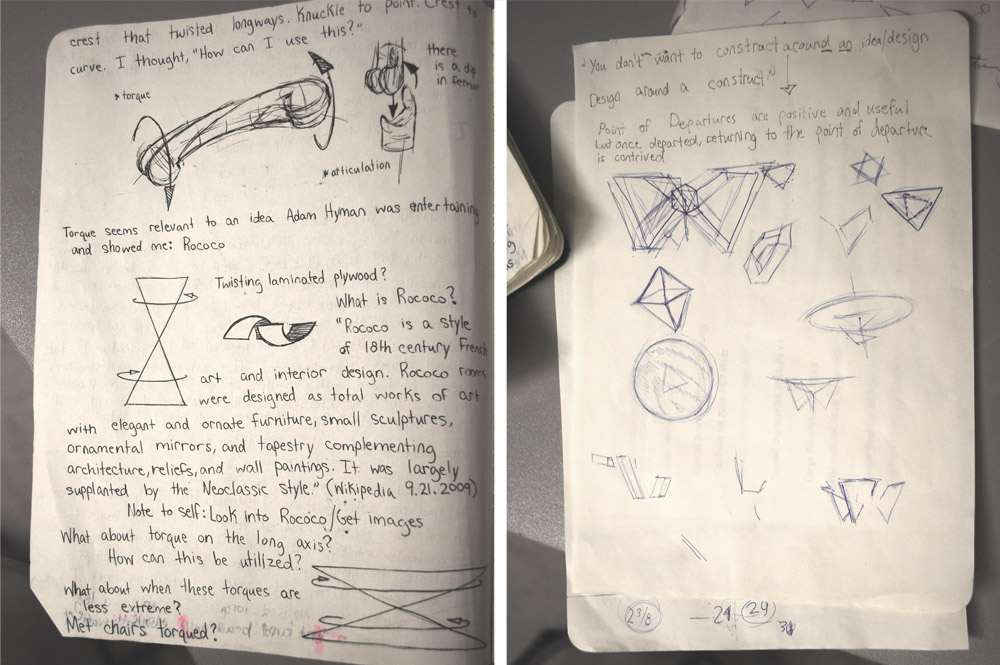 crest that twisted longways. Knuckle to point. Crest to
curve. I thought, "How can I use this?"
there
is a dip
in femur
* torque
* articulation
Torque seems relevant to an idea Adam Hyman was entertaining
and showed me: Rococo
Twisting laminated plywood?
What is Rococo?
"Rococo is a style
of 18th century French
art and interior design. Rococo rooms
were designed as total works of art
with elegant and ornate furniture, small sculptures,
ornamental mirrors, and tapestry complementing
architecture, reliefs, and wall paintings. It was largely
supplanted by the Neoclassic style." (Wikipedia 9.21.2009)
Note to self: Look into Rococo/Get images
What about torque on the long axis?
How can this be utilized?
What about when these torques are
less extreme?
Met chairs torqued?
"You don't want to construct around an idea/design
Design around a construct"
Point of Departures are positive and useful
but once departed, returning to the point of departure
is contrived
2 3/8 — 24 29